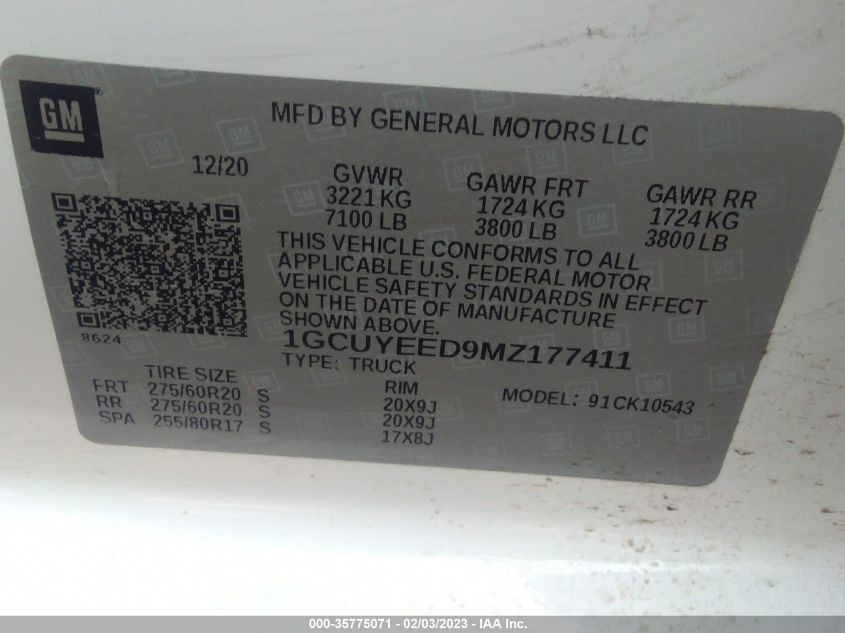 GM
MFD BY GENERAL MOTORS LLC
12/20
GVWR
3221 KG
7100 LB
GAWR FRT
1724 KG
3800 LB
GAWR RR
1724 KG
3800 LB
THIS VEHICLE CONFORMS TO ALL
APPLICABLE U.S. FEDERAL MOTOR
VEHICLE SAFETY STANDARDS IN EFFECT
ON THE DATE OF MANUFACTURE
SHOWN ABOVE.
8624
1GCUYEED9MZ177411
TYPE: TRUCK
TIRE SIZE RIM
FRT 275/60R20 S 20X9J
RR 275/60R20 S 20X9J
SPA 255/80R17 S 17X8J
MODEL: 91CK10543
000-35775071 - 02/03/2023 - IAA Inc.